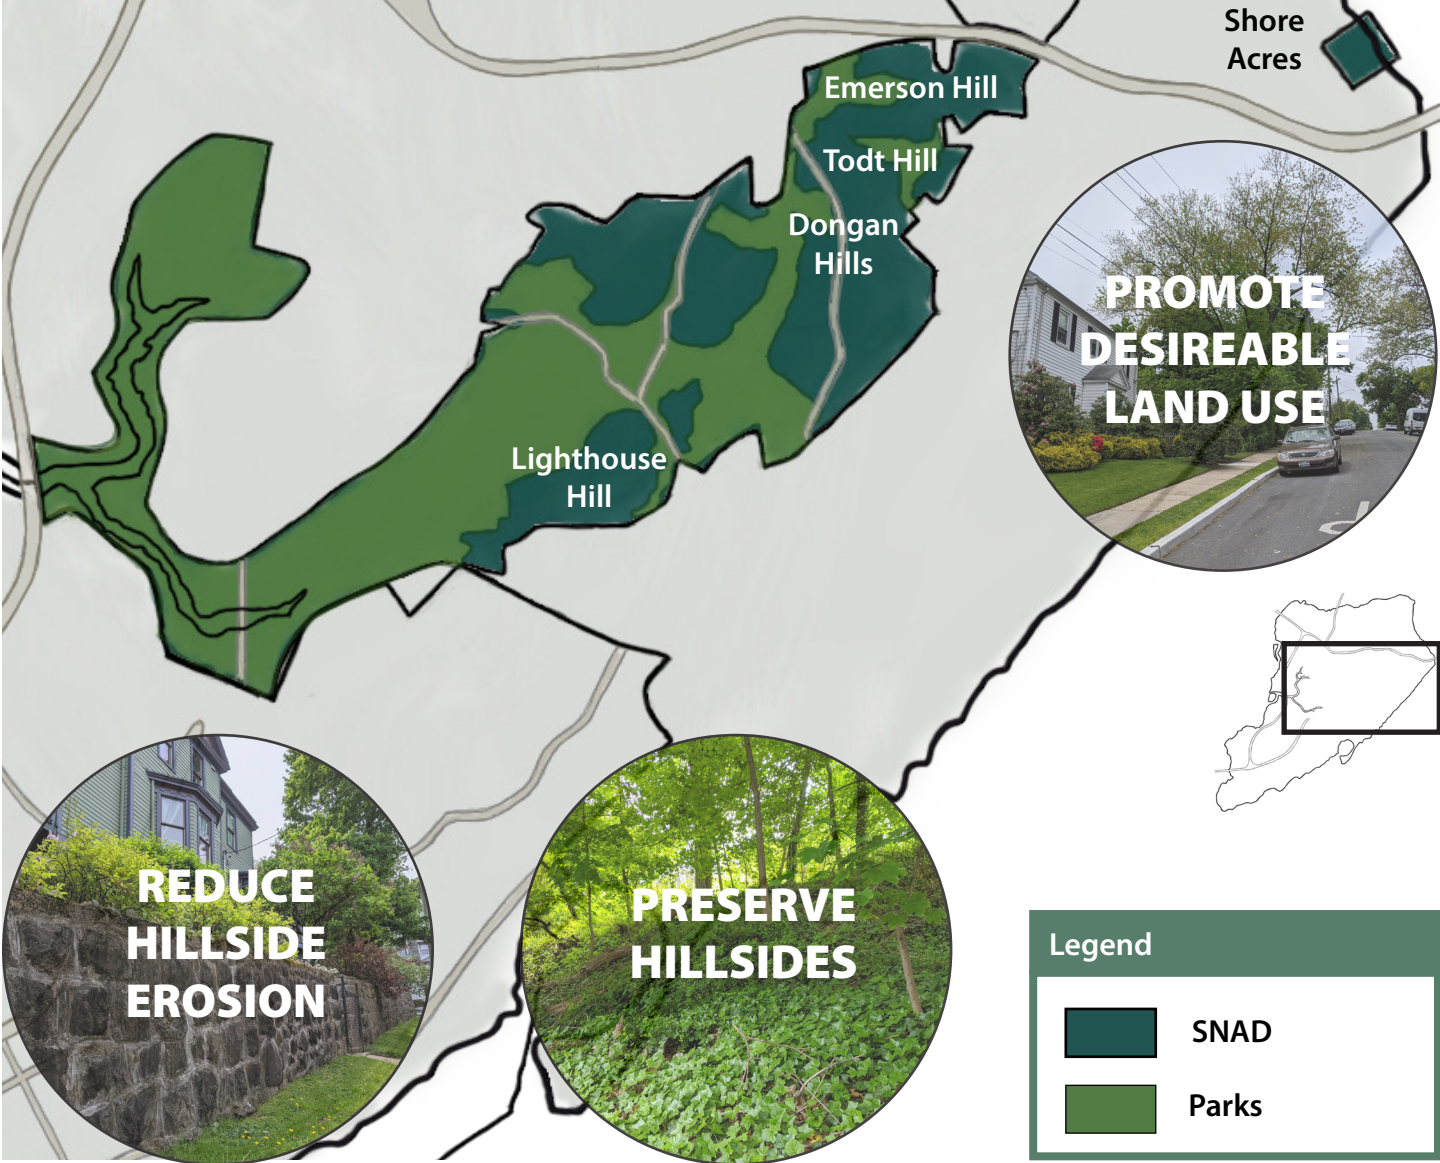 Shore
Acres
Emerson Hill
Todt Hill
Dongan
Hills
Lighthouse
Hill
PROMOTE
DESIREABLE
LAND USE
REDUCE
HILLSIDE
EROSION
PRESERVE
HILLSIDES
Legend
SNAD
Parks